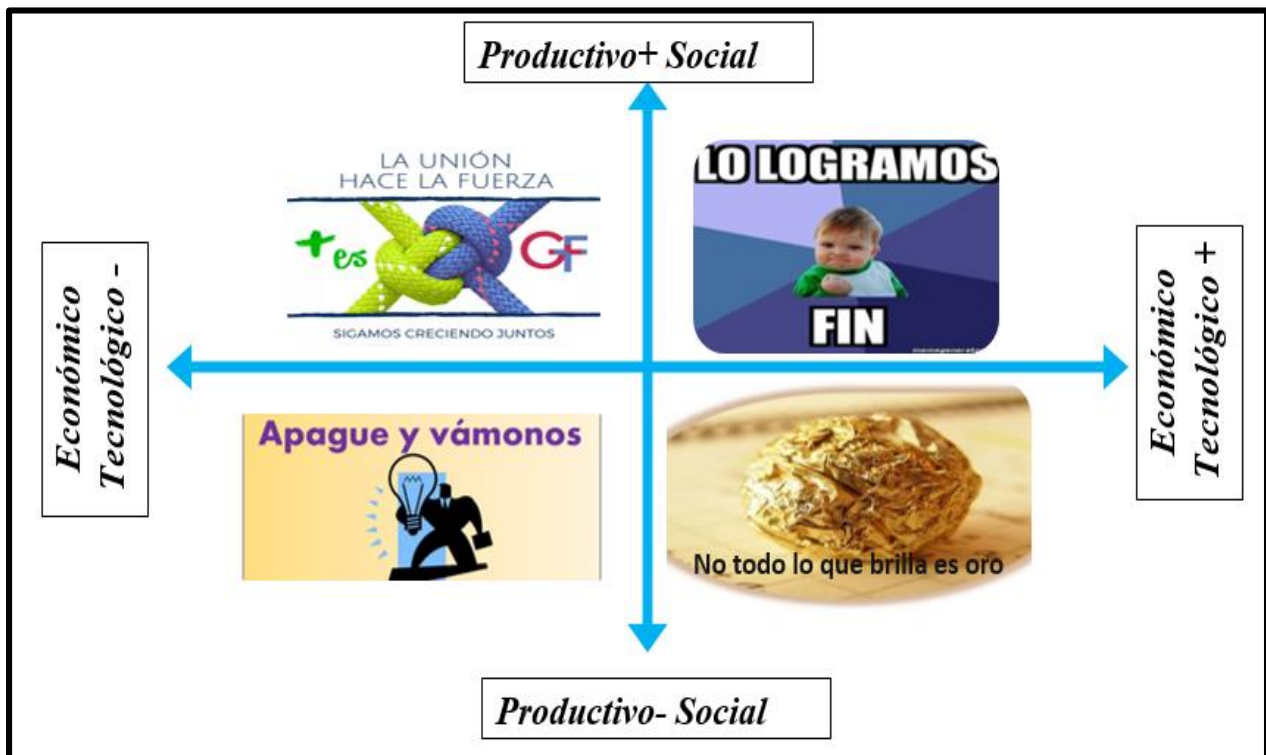 Productivo+ Social
LA UNIÓN
HACE LA FUERZA
+es GF
SIGAMOS CRECIENDO JUNTOS
LO LOGRAMOS
FIN
Económico
Tecnológico -
Económico
Tecnológico +
Apague y vámonos
No todo lo que brilla es oro
Productivo- Social